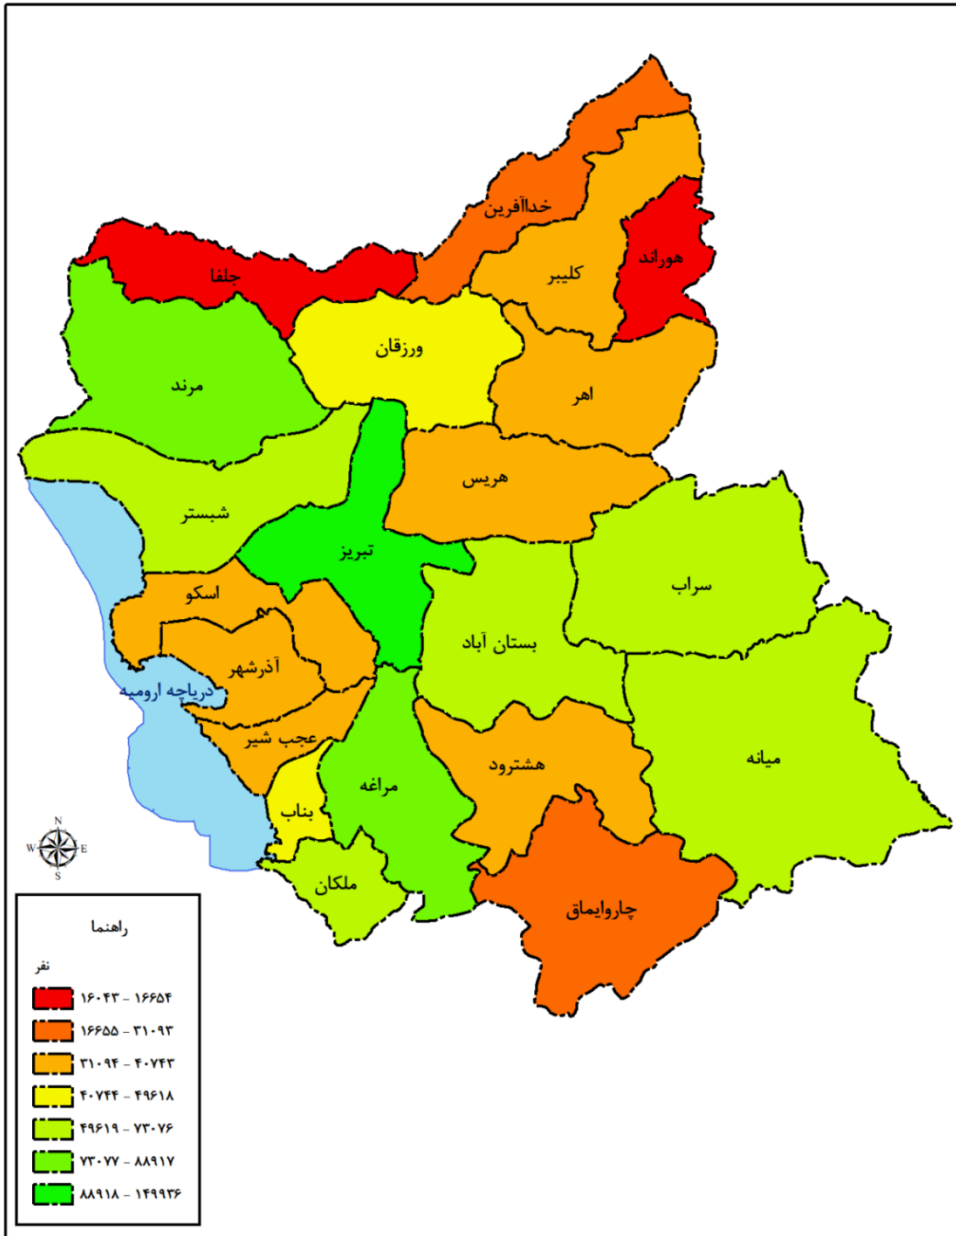 خداآفرین
هوراند
کلیبر
جلفا
ورزقان
مرند
اهر
هریس
شبستر
تبریز
سراب
اسکو
بستان آباد
آذرشهر
دریاچه ارومیه
عجب شیر
هشترود
میانه
مراغه
بناب
ملکان
چاروایماق
N
W E
S
راهنما
نفر
۱۶۰۴۳ - ۱۶۶۵۴
۱۶۶۵۵ - ۳۱۰۹۳
۳۱۰۹۴ - ۴۰۷۴۳
۴۰۷۴۴ - ۴۹۶۱۸
۴۹۶۱۹ - ۷۳۰۷۶
۷۳۰۷۷ - ۸۸۹۱۷
۸۸۹۱۸ - ۱۴۹۹۳۶